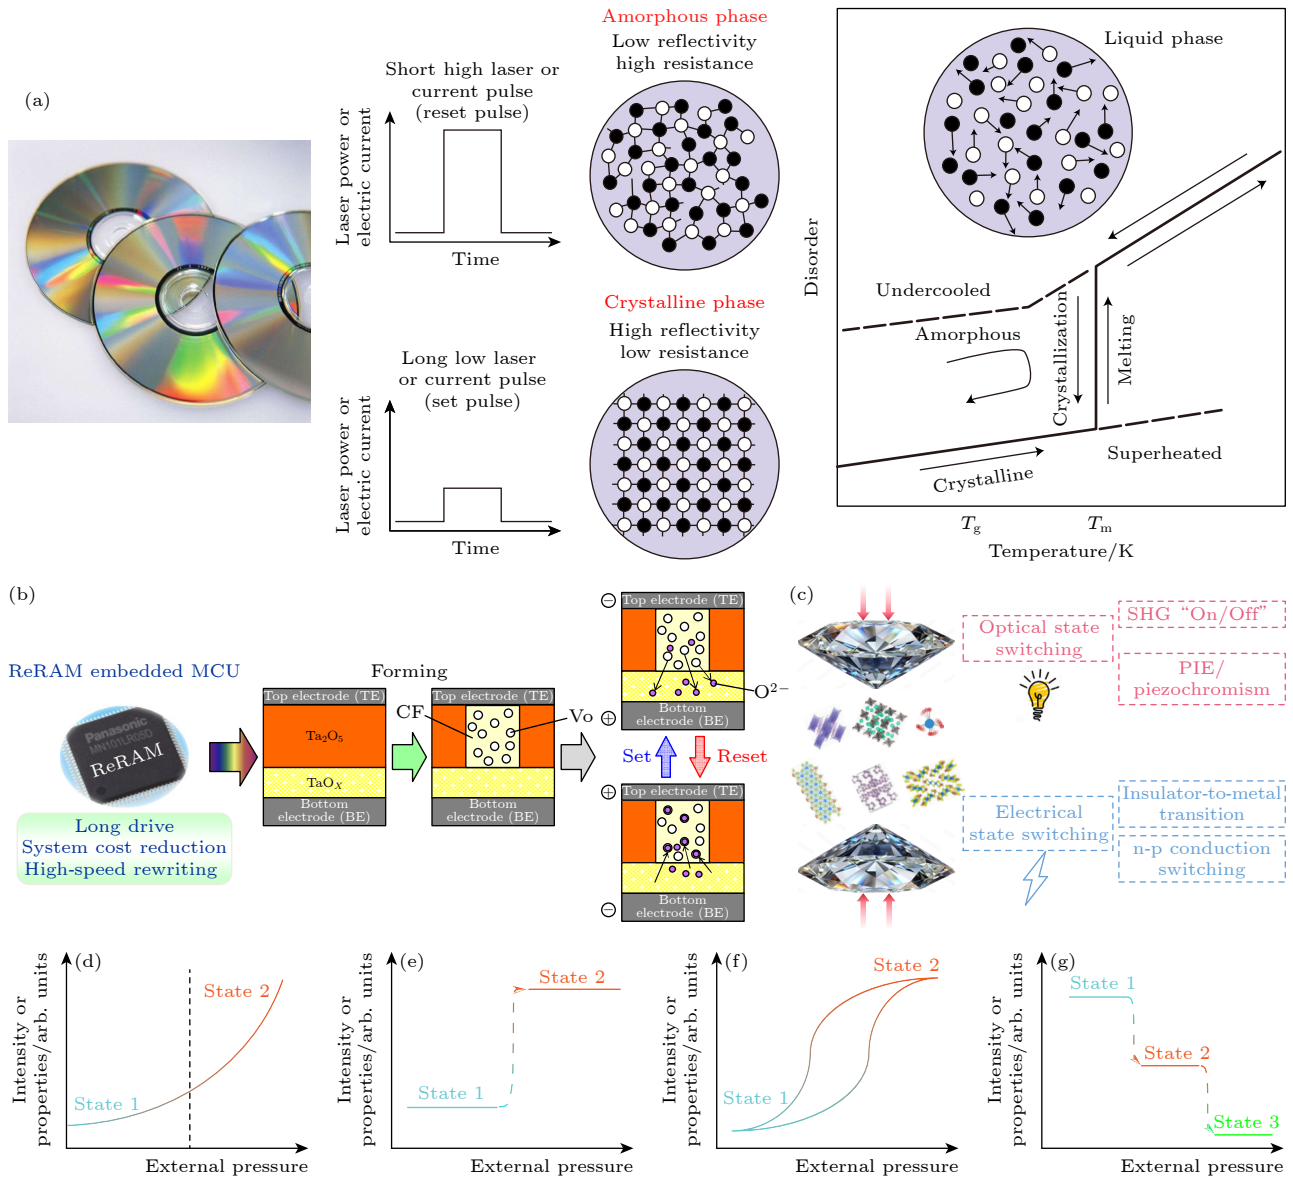 (a)
Short high laser or
current pulse
(reset pulse)
Laser power or
electric current
Time
Amorphous phase
Low reflectivity
high resistance
Long low laser
or current pulse
(set pulse)
Laser power or
electric current
Time
Crystalline phase
High reflectivity
low resistance
Liquid phase
Disorder
Undercooled
Amorphous
Crystallization
Melting
Superheated
Crystalline
Tg
Tm
Temperature/K
(b)
ReRAM embedded MCU
Panasonic
MN101LR05D
ReRAM
Long drive
System cost reduction
High-speed rewriting
Top electrode (TE)
Ta2O5
TaOX
Bottom
electrode (BE)
Forming
Top electrode (TE)
CF
Vo
Bottom
electrode (BE)
−
Top electrode (TE)
O2−
+
Bottom
electrode (BE)
Set
Reset
+
Top electrode (TE)
−
Bottom
electrode (BE)
(c)
Optical state
switching
SHG “On/Off”
PIE/
piezochromism
Electrical
state switching
Insulator-to-metal
transition
n-p conduction
switching
(d)
Intensity or
properties/arb. units
State 1
State 2
External pressure
(e)
Intensity or
properties/arb. units
State 1
State 2
External pressure
(f)
Intensity or
properties/arb. units
State 1
State 2
External pressure
(g)
Intensity or
properties/arb. units
State 1
State 2
State 3
External pressure